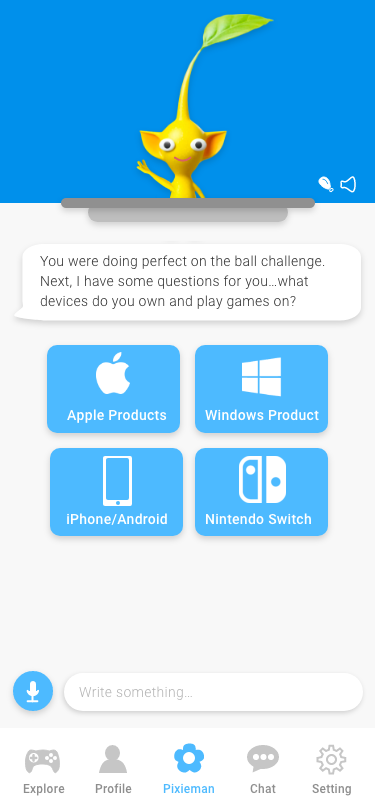 You were doing perfect on the ball challenge.
Next, I have some questions for you...what
devices do you own and play games on?
Apple Products
Windows Product
iPhone/Android
Nintendo Switch
Write something...
Explore
Profile
Pixieman
Chat
Setting